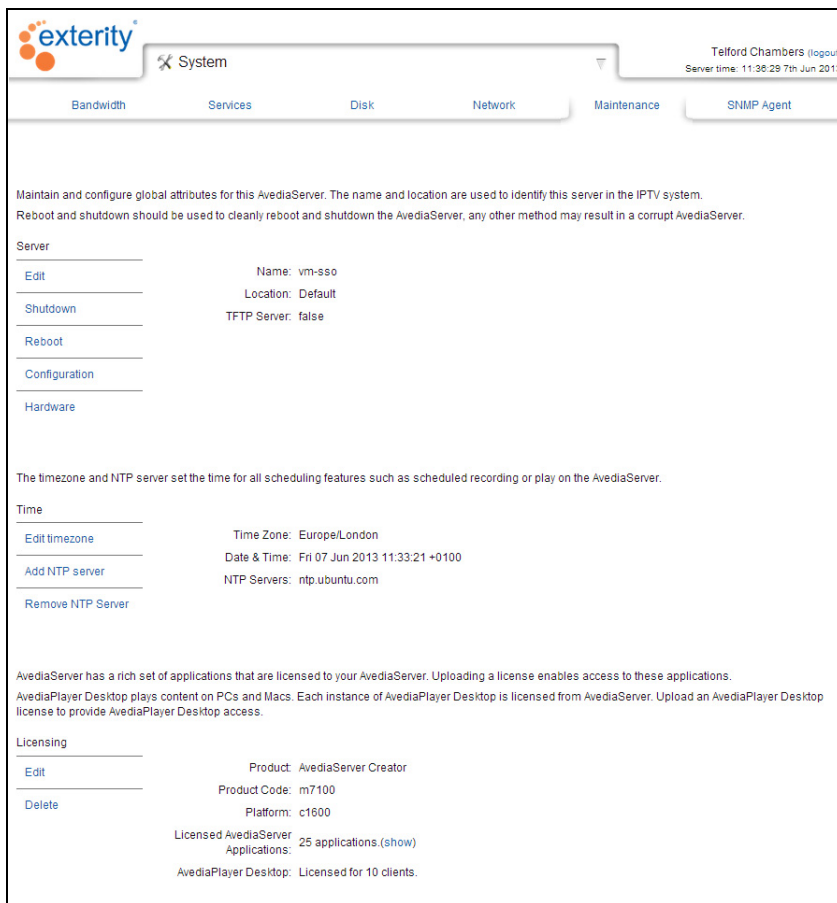 exterity®
System
Telford Chambers (logout
Server time: 11:36:29 7th Jun 2013
Bandwidth Services Disk Network Maintenance SNMP Agent
Maintain and configure global attributes for this AvediaServer. The name and location are used to identify this server in the IPTV system.
Reboot and shutdown should be used to cleanly reboot and shutdown the AvediaServer, any other method may result in a corrupt AvediaServer.
Server
Edit
Shutdown
Reboot
Configuration
Hardware
Name: vm-sso
Location: Default
TFTP Server: false
The timezone and NTP server set the time for all scheduling features such as scheduled recording or play on the AvediaServer.
Time
Edit timezone
Add NTP server
Remove NTP Server
Time Zone: Europe/London
Date & Time: Fri 07 Jun 2013 11:33:21 +0100
NTP Servers: ntp.ubuntu.com
AvediaServer has a rich set of applications that are licensed to your AvediaServer. Uploading a license enables access to these applications.
AvediaPlayer Desktop plays content on PCs and Macs. Each instance of AvediaPlayer Desktop is licensed from AvediaServer. Upload an AvediaPlayer Desktop
license to provide AvediaPlayer Desktop access.
Licensing
Edit
Delete
Product: AvediaServer Creator
Product Code: m7100
Platform: c1600
Licensed AvediaServer
Applications: 25 applications.(show)
AvediaPlayer Desktop: Licensed for 10 clients.